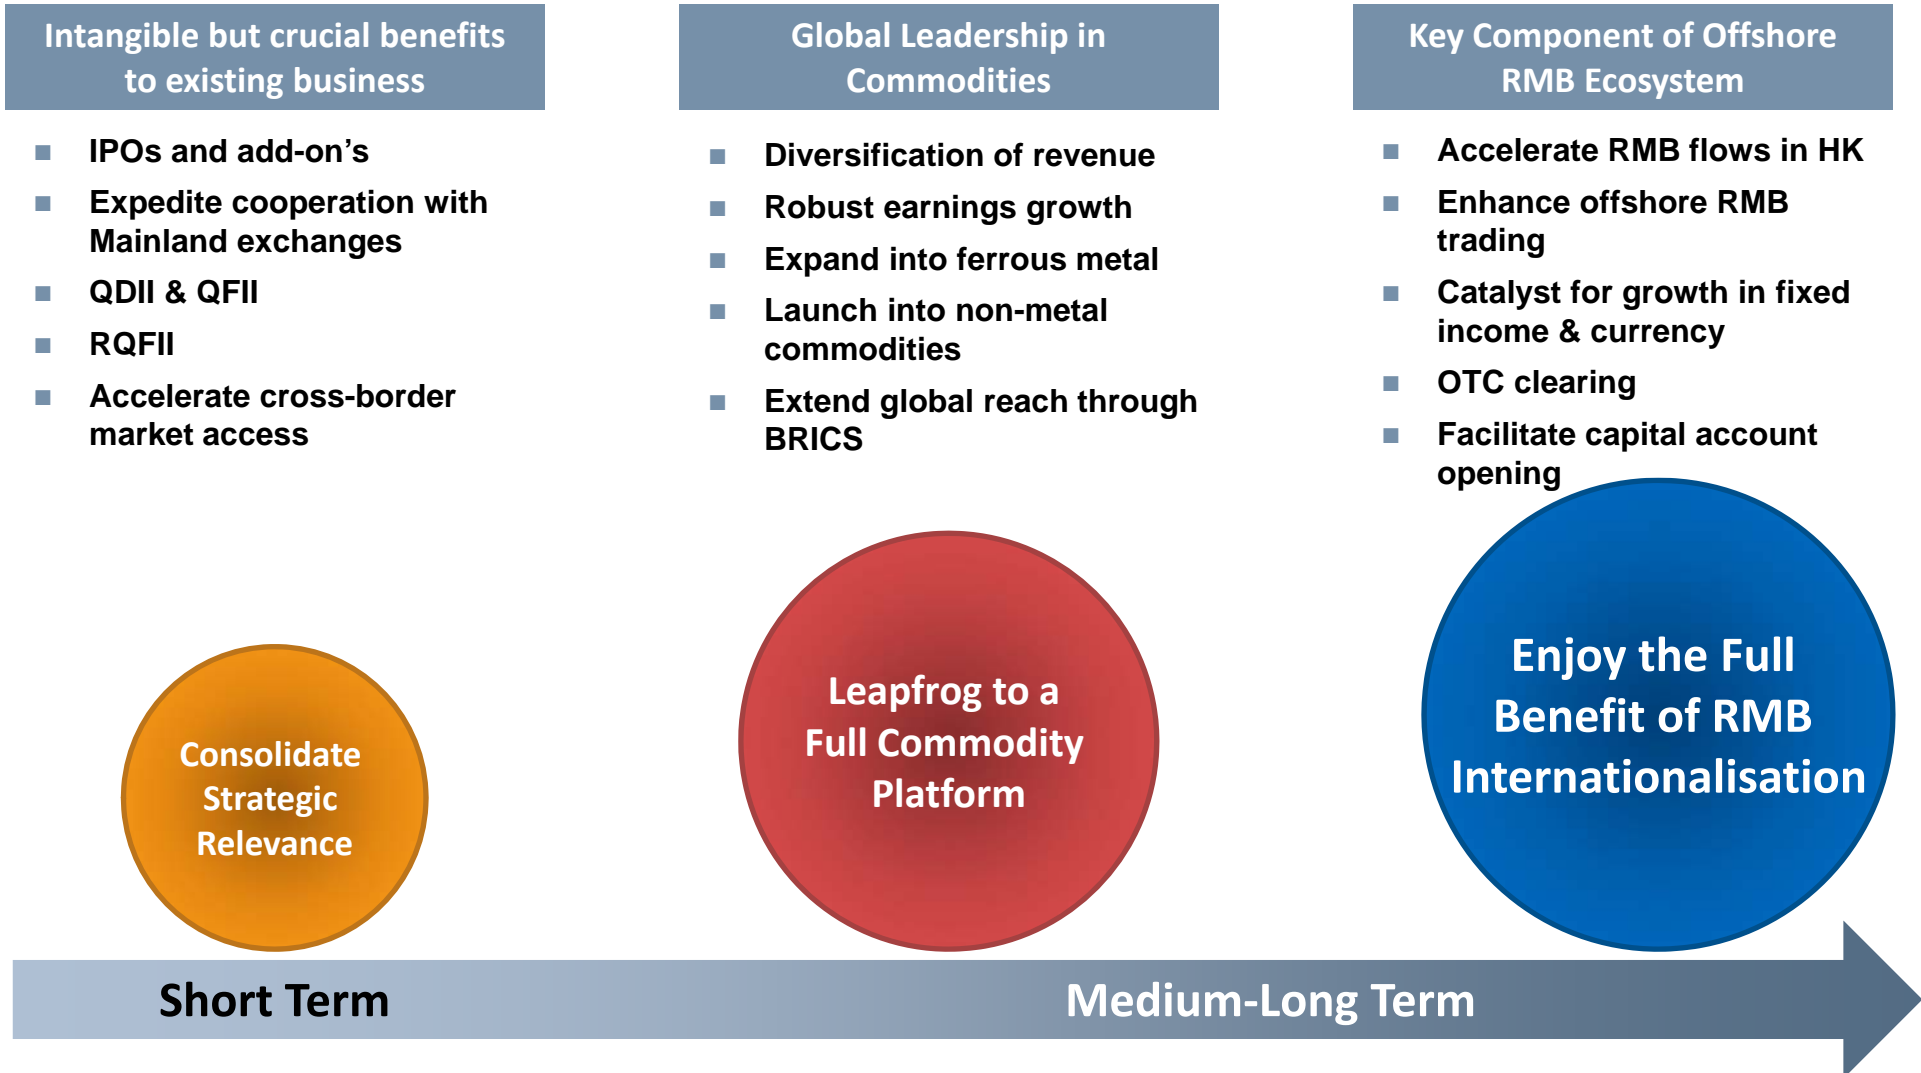 Intangible but crucial benefits
to existing business
IPOs and add-on’s
Expedite cooperation with
Mainland exchanges
QDII & QFII
RQFII
Accelerate cross-border
market access
Global Leadership in
Commodities
Diversification of revenue
Robust earnings growth
Expand into ferrous metal
Launch into non-metal
commodities
Extend global reach through
BRICS
Key Component of Offshore
RMB Ecosystem
Accelerate RMB flows in HK
Enhance offshore RMB
trading
Catalyst for growth in fixed
income & currency
OTC clearing
Facilitate capital account
opening
Consolidate
Strategic
Relevance
Leapfrog to a
Full Commodity
Platform
Enjoy the Full
Benefit of RMB
Internationalisation
Short Term
Medium-Long Term